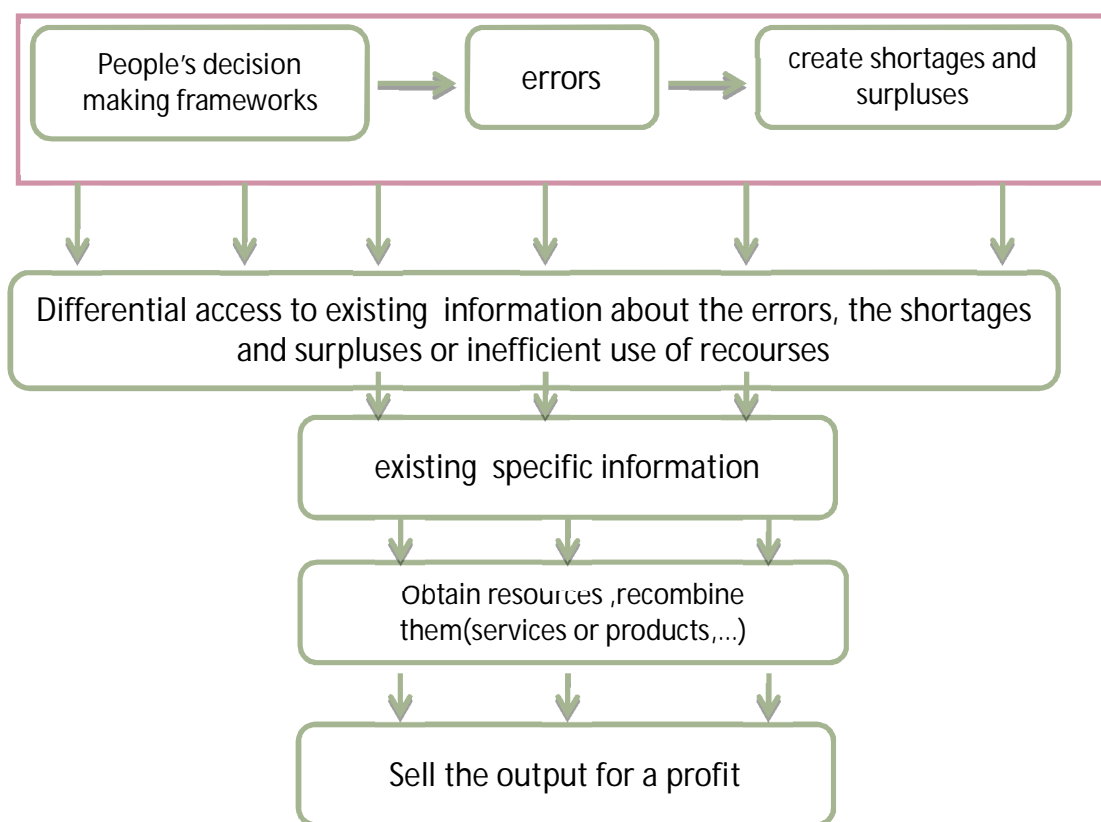 People's decision
making frameworks
errors
create shortages and
surpluses
Differential access to existing information about the errors, the shortages
and surpluses or inefficient use of recourses
existing specific information
Obtain resources ,recombine
them(services or products,...)
Sell the output for a profit